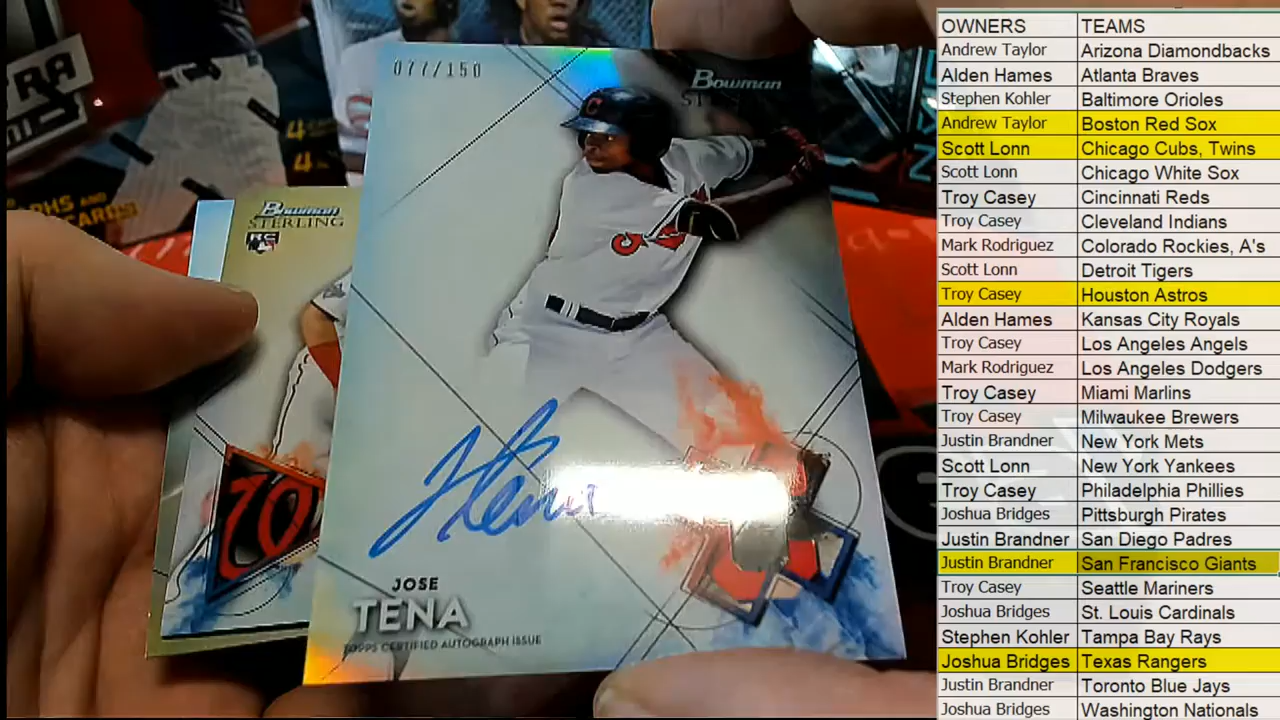 077/150
Bowman
STERLING
Bowman
STERLING
RC
JOSE
TENA
TOPPS CERTIFIED AUTOGRAPH ISSUE
OWNERS TEAMS
Andrew Taylor Arizona Diamondbacks
Alden Hames Atlanta Braves
Stephen Kohler Baltimore Orioles
Andrew Taylor Boston Red Sox
Scott Lonn Chicago Cubs, Twins
Scott Lonn Chicago White Sox
Troy Casey Cincinnati Reds
Troy Casey Cleveland Indians
Mark Rodriguez Colorado Rockies, A's
Scott Lonn Detroit Tigers
Troy Casey Houston Astros
Alden Hames Kansas City Royals
Troy Casey Los Angeles Angels
Mark Rodriguez Los Angeles Dodgers
Troy Casey Miami Marlins
Troy Casey Milwaukee Brewers
Justin Brandner New York Mets
Scott Lonn New York Yankees
Troy Casey Philadelphia Phillies
Joshua Bridges Pittsburgh Pirates
Justin Brandner San Diego Padres
Justin Brandner San Francisco Giants
Troy Casey Seattle Mariners
Joshua Bridges St. Louis Cardinals
Stephen Kohler Tampa Bay Rays
Joshua Bridges Texas Rangers
Justin Brandner Toronto Blue Jays
Joshua Bridges Washington Nationals